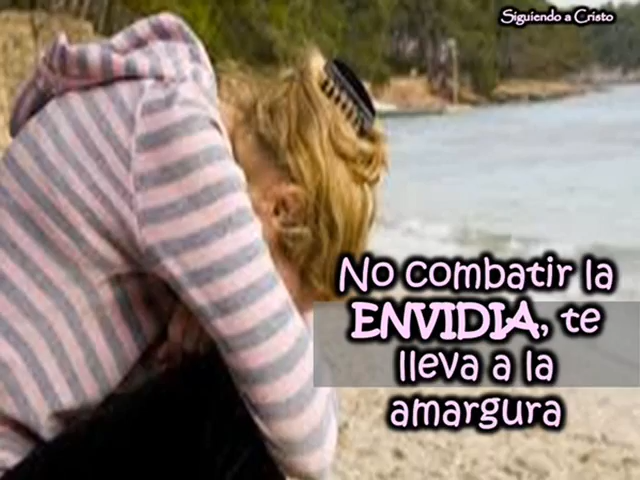 Siguiendo a Cristo
No combatir la
ENVIDIA, te
lleva a la
amargura